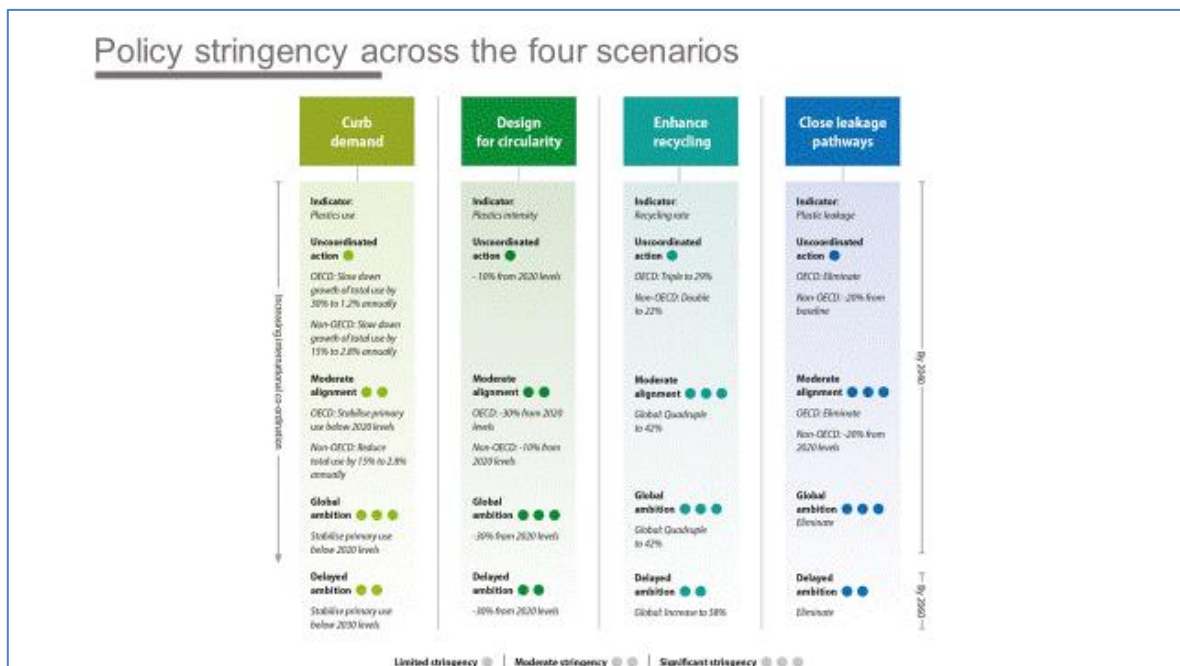 Policy stringency across the four scenarios
Curb
demand
Indicator:
Plastics use
Uncoordinated
action
OECD: Slow down
growth of total use by
30% to 1.2% annually
Non-OECD: Slow down
growth of total use by
15% to 2.8% annually
Moderate
alignment
OECD: Stabilise primary
use below 2020 levels
Non-OECD: Reduce
total use by 15% to 2.8%
annually
Global
ambition
Stabilise primary use
below 2020 levels
Delayed
ambition
Stabilise primary use
below 2030 levels
Design
for circularity
Indicator:
Plastics intensity
Uncoordinated
action
- 10% from 2020 levels
Moderate
alignment
OECD: -30% from 2020
levels
Non-OECD: -10% from
2020 levels
Global
ambition
-30% from 2020 levels
Delayed
ambition
-30% from 2020 levels
Enhance
recycling
Indicator:
Recycling rate
Uncoordinated
action
OECD: Triple to 29%
Non-OECD: Double
to 22%
Moderate
alignment
Global: Quadruple
to 42%
Global
ambition
Global: Quadruple
to 42%
Delayed
ambition
Global: Increase to
Close leakage
pathways
Indicator:
Plastic leakage
Uncoordinated
action
OECD: Eliminate
Non-OECD: -20% from
baseline
Moderate
alignment
OECD: Eliminate
Non-OECD: -20% from
2020 levels
Global
ambition
Eliminate
Delayed
ambition
Eliminate
Increasing international co-ordination
By 2040
By 2060
Limited stringency
Moderate stringency
Significant stringency